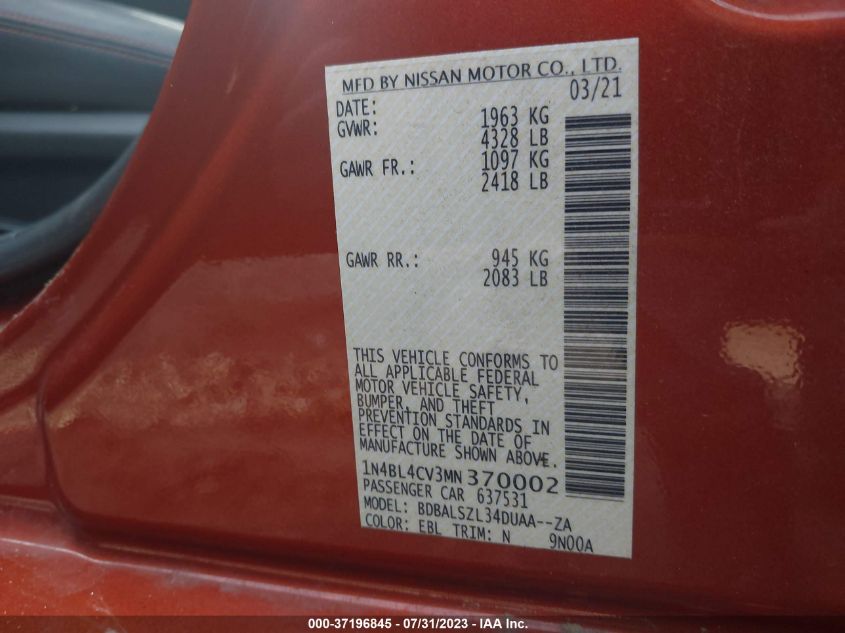 MFD BY NISSAN MOTOR CO., LTD.
DATE: 03/21
GVWR: 1963 KG
4328 LB
GAWR FR.: 1097 KG
2418 LB
GAWR RR.: 945 KG
2083 LB
THIS VEHICLE CONFORMS TO
ALL APPLICABLE FEDERAL
MOTOR VEHICLE SAFETY,
BUMPER, AND THEFT
PREVENTION STANDARDS IN
EFFECT ON THE DATE OF
MANUFACTURE SHOWN ABOVE.
1N4BL4CV3MN370002
PASSENGER CAR 637531
MODEL: BDBALSZL34DUAA--ZA
COLOR: EBL TRIM: N 9N00A
000-37196845 / 07/31/2023 - IAA Inc.